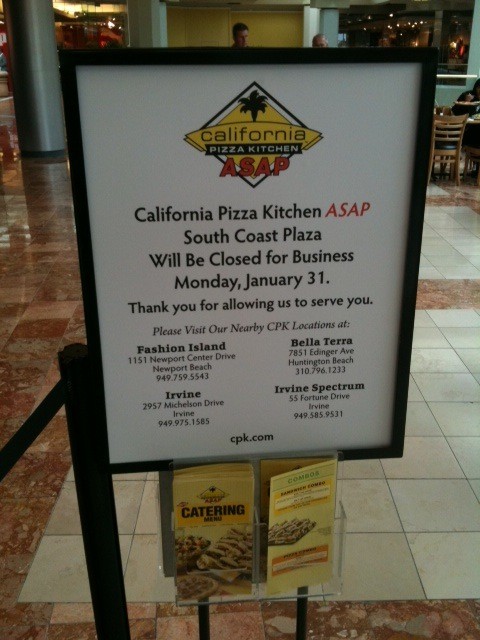 california
PIZZA KITCHEN
ASAP
California Pizza Kitchen ASAP
South Coast Plaza
Will Be Closed for Business
Monday, January 31.
Thank you for allowing us to serve you.
Please Visit Our Nearby CPK Locations at:
Fashion Island
1151 Newport Center Drive
Newport Beach
949.759.5543
Bella Terra
7851 Edinger Ave
Huntington Beach
310.796.1233
Irvine
2957 Michelson Drive
Irvine
949.975.1585
Irvine Spectrum
55 Fortune Drive
Irvine
949.585.9531
cpk.com
ASAP
CATERING
MENU
COMBOS
SANDWICH COMBO